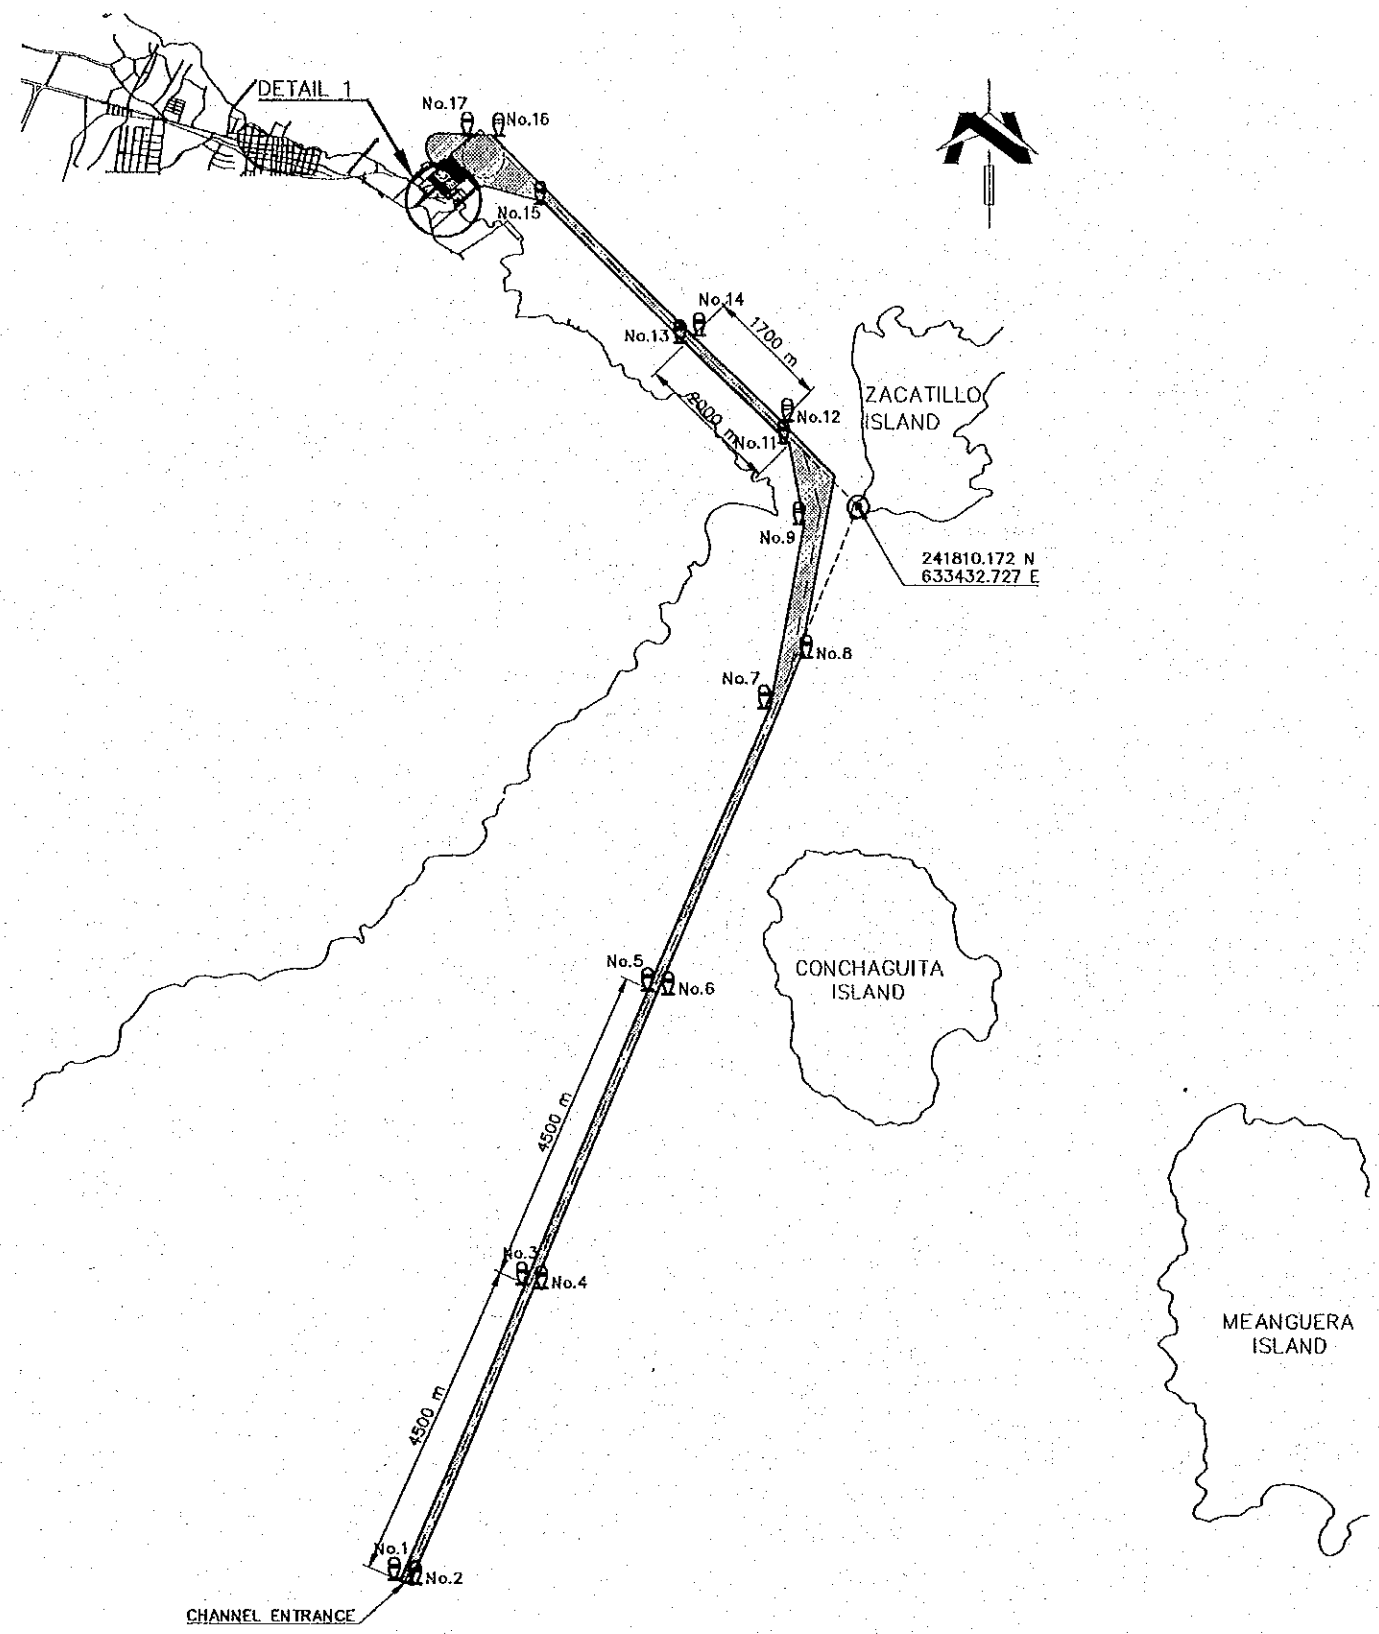 DETAIL 1
No.17
No.16
No.15
No.14
No.13
1700 m
2000 m
No.12
No.11
ZACATILLO
ISLAND
No.9
241810.172 N
633432.727 E
No.8
No.7
No.5
No.6
CONCHAGUITA
ISLAND
4500 m
No.3
No.4
MEANGUERA
ISLAND
4500 m
No.1
No.2
CHANNEL ENTRANCE